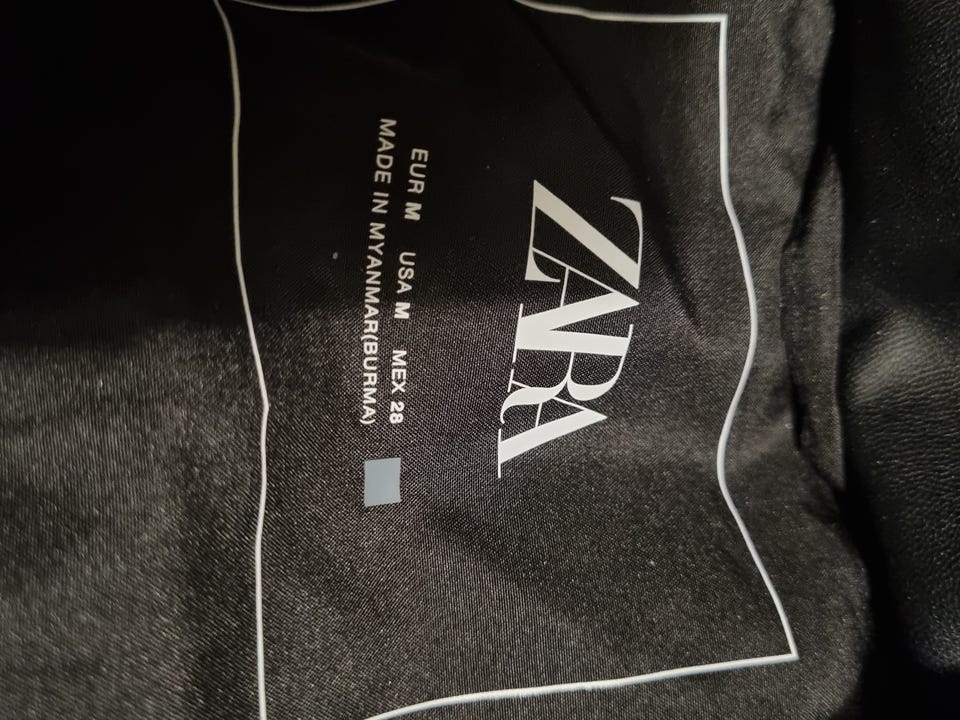 ZARA
EUR M USA M MEX 28
MADE IN MYANMAR(BURMA)